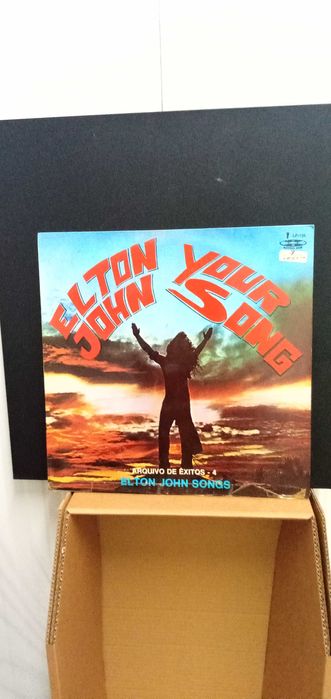 ELTON JOHN
YOUR SONG
ARQUIVO DE ÊXITOS - 4
ELTON JOHN SONGS